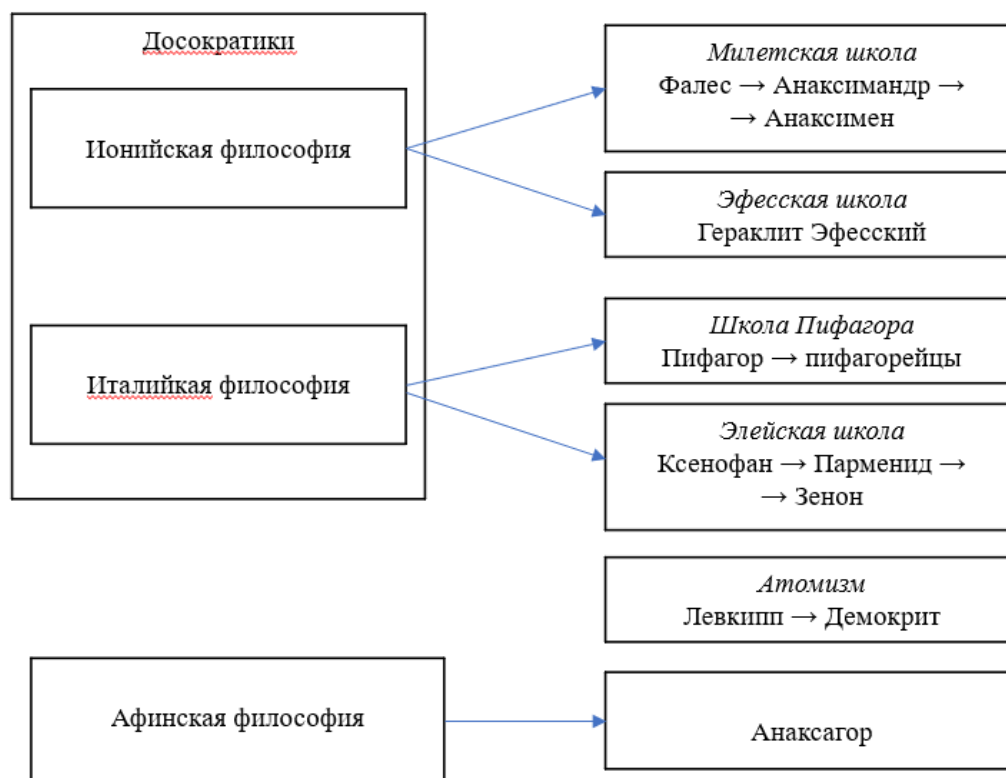 Досократики
Ионийская философия
Италийкая философия
Афинская философия
Милетская школа
Фалес → Анаксимандр →
→ Анаксимен
Эфесская школа
Гераклит Эфесский
Школа Пифагора
Пифагор → пифагорейцы
Элейская школа
Ксенофан → Парменид →
→ Зенон
Атомизм
Левкипп → Демокрит
Анаксагор